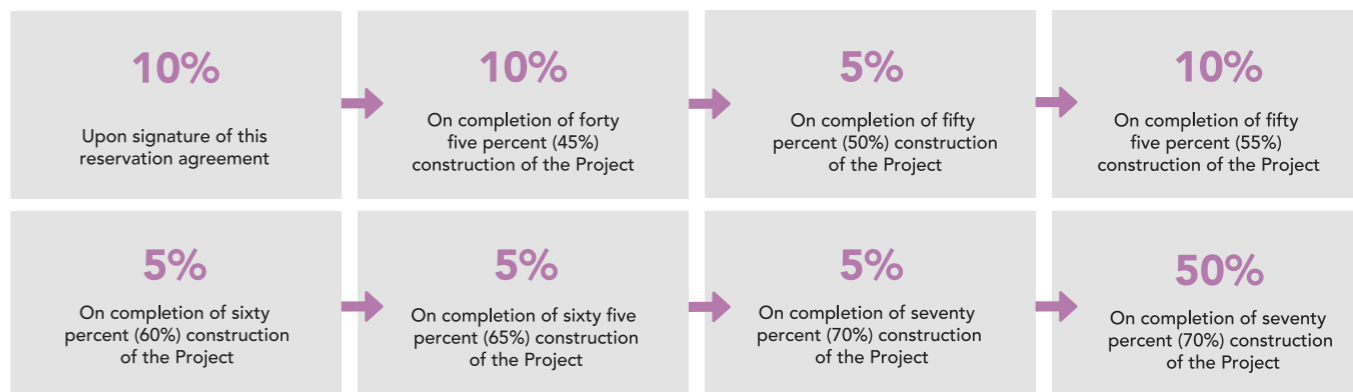 10%
Upon signature of this
reservation agreement
10%
On completion of forty
five percent (45%)
construction of the Project
5%
On completion of fifty
percent (50%) construction
of the Project
10%
On completion of fifty
five percent (55%)
construction of the Project
5%
On completion of sixty
percent (60%) construction
of the Project
5%
On completion of sixty five
percent (65%) construction
of the Project
5%
On completion of seventy
percent (70%) construction
of the Project
50%
On completion of seventy
percent (70%) construction
of the Project